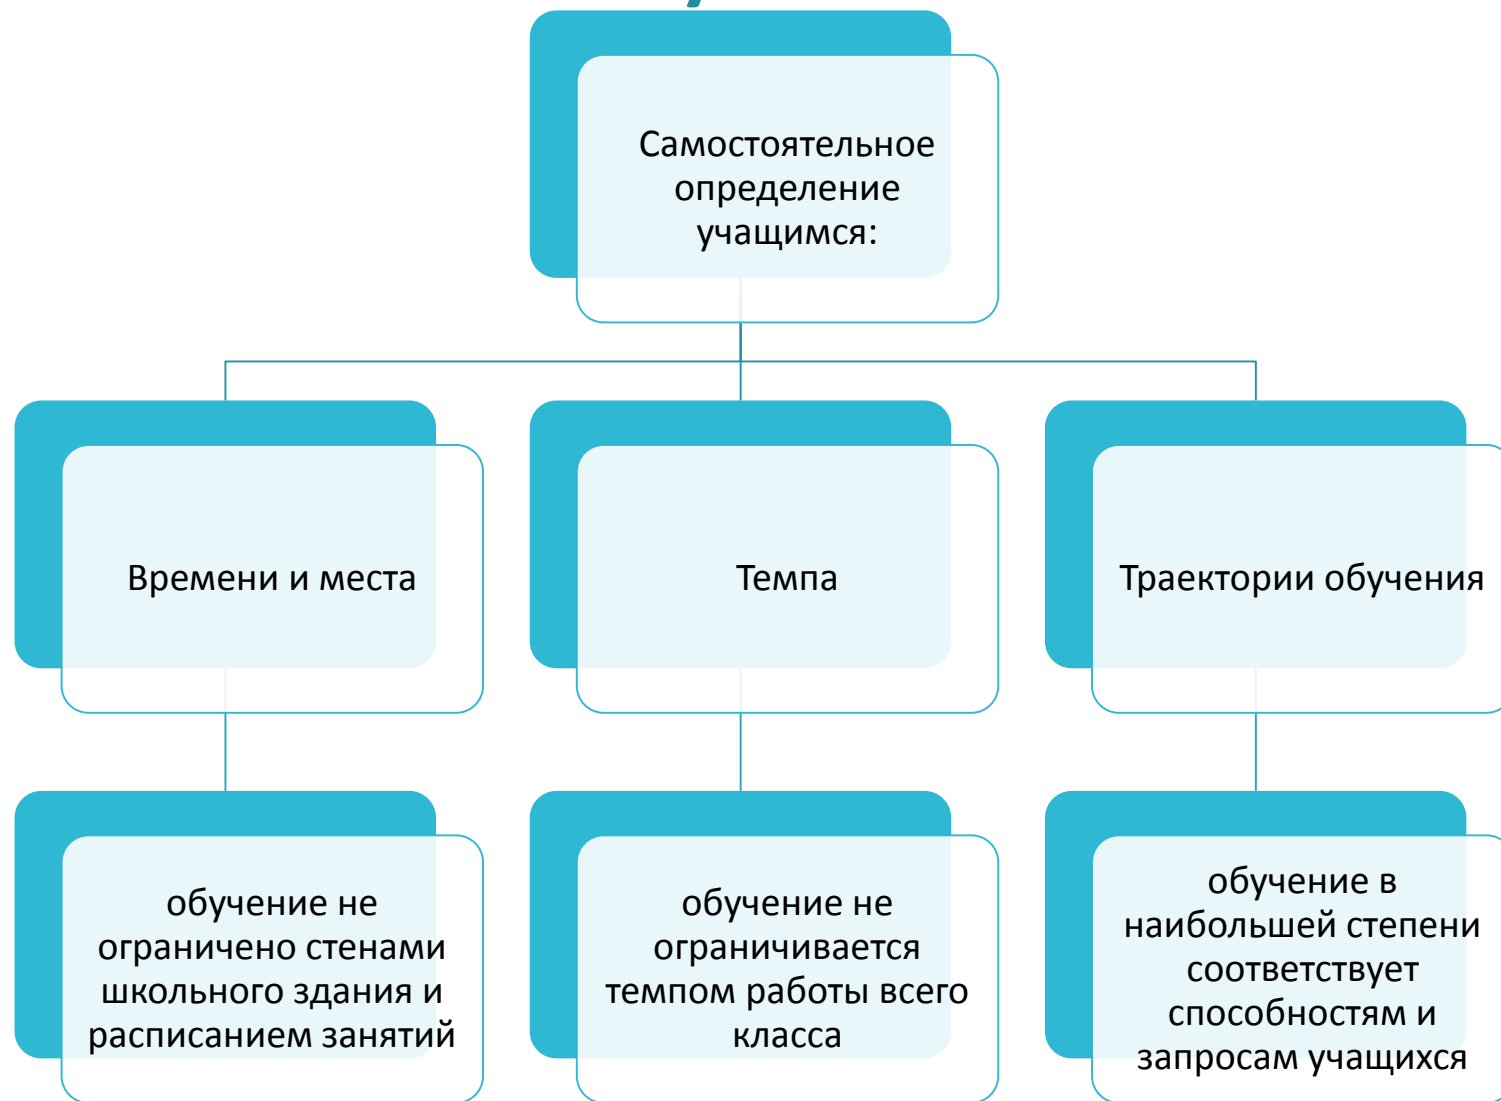 Самостоятельное
определение
учащимся:
Времени и места
Темпа
Траектории обучения
обучение не
ограничено стенами
школьного здания и
расписанием занятий
обучение не
ограничивается
темпом работы всего
класса
обучение в
наибольшей степени
соответствует
способностям и
запросам учащихся